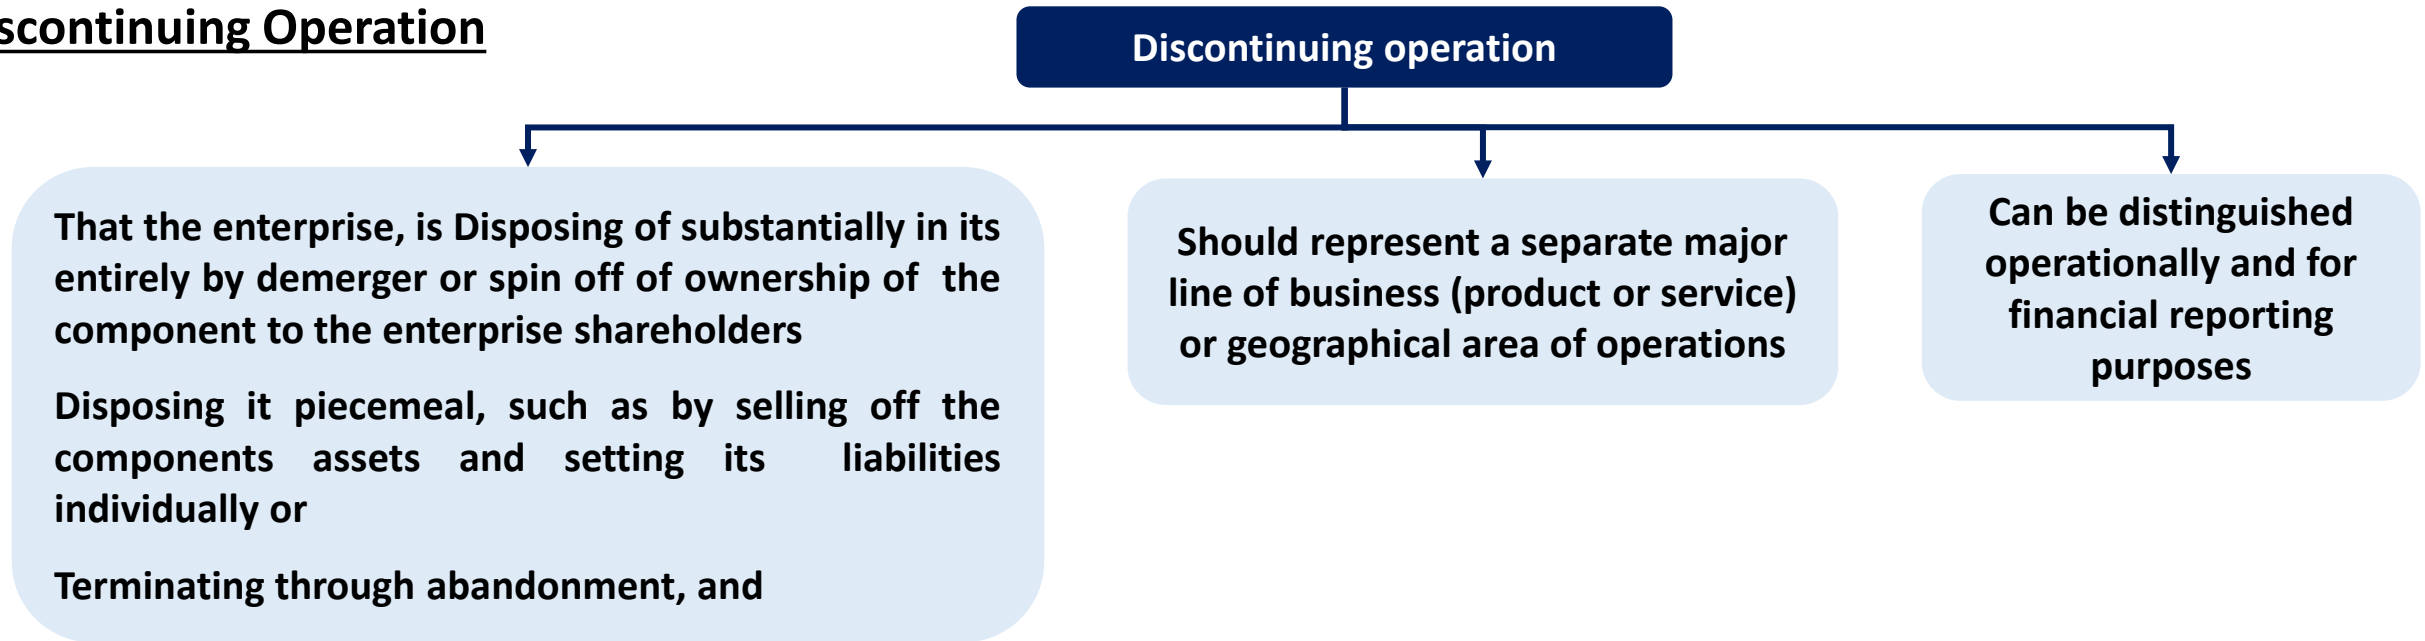 scontinuing Operation
Discontinuing operation
That the enterprise, is Disposing of substantially in its
entirely by demerger or spin off of ownership of the
component to the enterprise shareholders
Disposing it piecemeal, such as by selling off the
components assets and setting its liabilities
individually or
Terminating through abandonment, and
Should represent a separate major
line of business (product or service)
or geographical area of operations
Can be distinguished
operationally and for
financial reporting
purposes